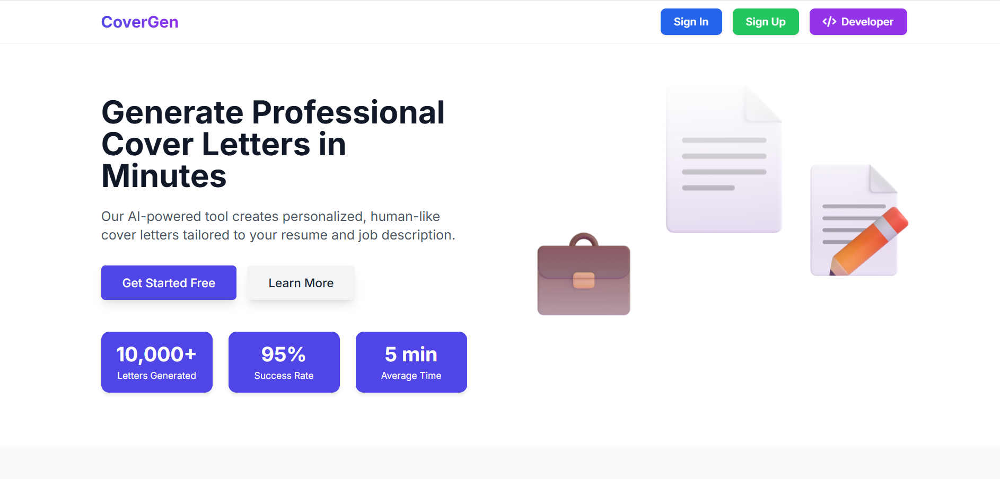 CoverGen
Sign In
Sign Up
</> Developer
Generate Professional
Cover Letters in
Minutes
Our AI-powered tool creates personalized, human-like
cover letters tailored to your resume and job description.
Get Started Free
Learn More
10,000+
Letters Generated
95%
Success Rate
5 min
Average Time